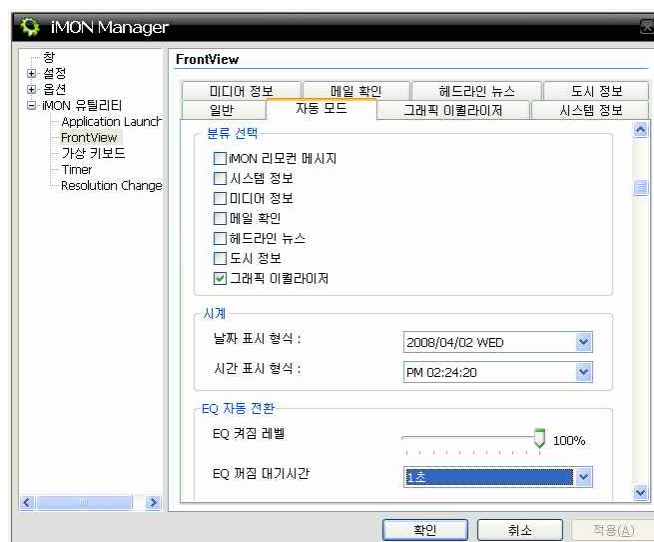 iMON Manager
창
설정
옵션
iMON 유틸리티
Application Launch
FrontView
가상 키보드
Timer
Resolution Change
FrontView
미디어 정보 메일 확인 헤드라인 뉴스 도시 정보
일반 자동 모드 그래픽 이퀄라이저 시스템 정보
분류 선택
iMON 리모컨 메시지
시스템 정보
미디어 정보
메일 확인
헤드라인 뉴스
도시 정보
그래픽 이퀄라이저
시계
날짜 표시 형식 : 2008/04/02 WED
시간 표시 형식 : PM 02:24:20
EQ 자동 전환
EQ 켜짐 레벨 100%
EQ 꺼짐 대기시간 1초
확인 취소 적용(A)